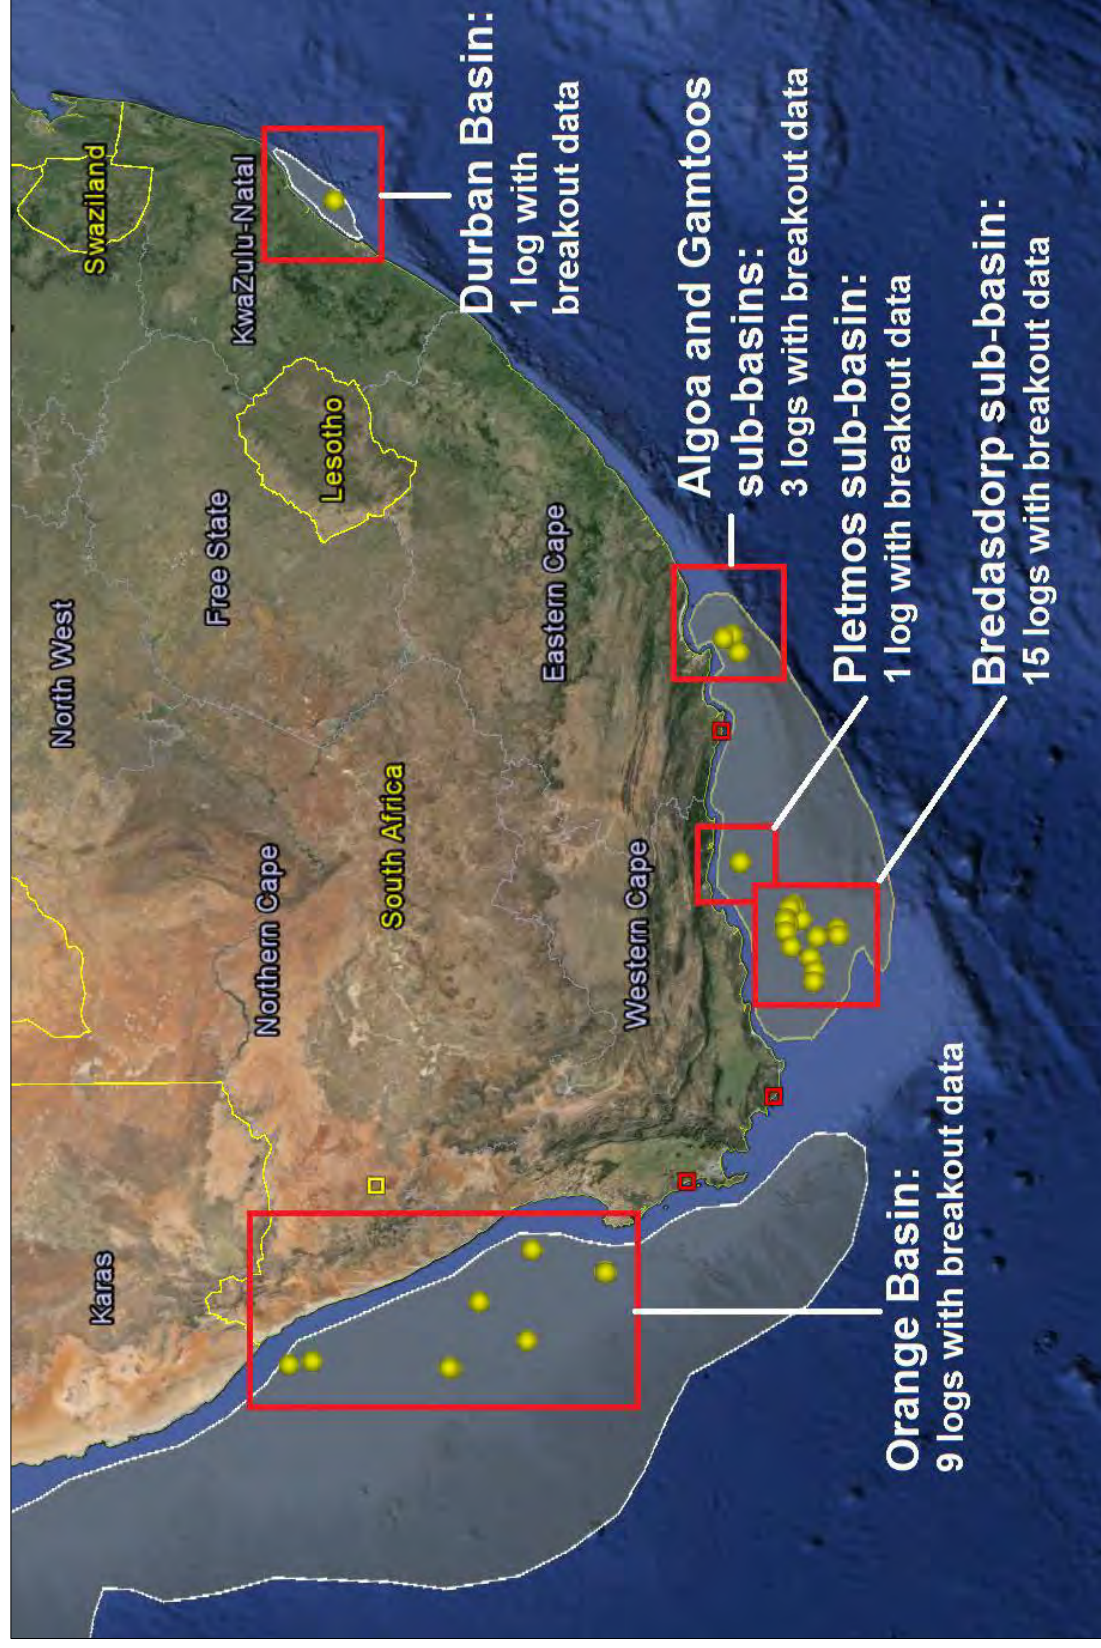 Swaziland
North West
KwaZulu-Natal
Free State
Lesotho
Karas
Northern Cape
South Africa
Eastern Cape
Western Cape
Durban Basin:
1 log with
breakout data
Algoa and Gamtoos
sub-basins:
3 logs with breakout data
Pletmos sub-basin:
1 log with breakout data
Bredasdorp sub-basin:
15 logs with breakout data
Orange Basin:
9 logs with breakout data